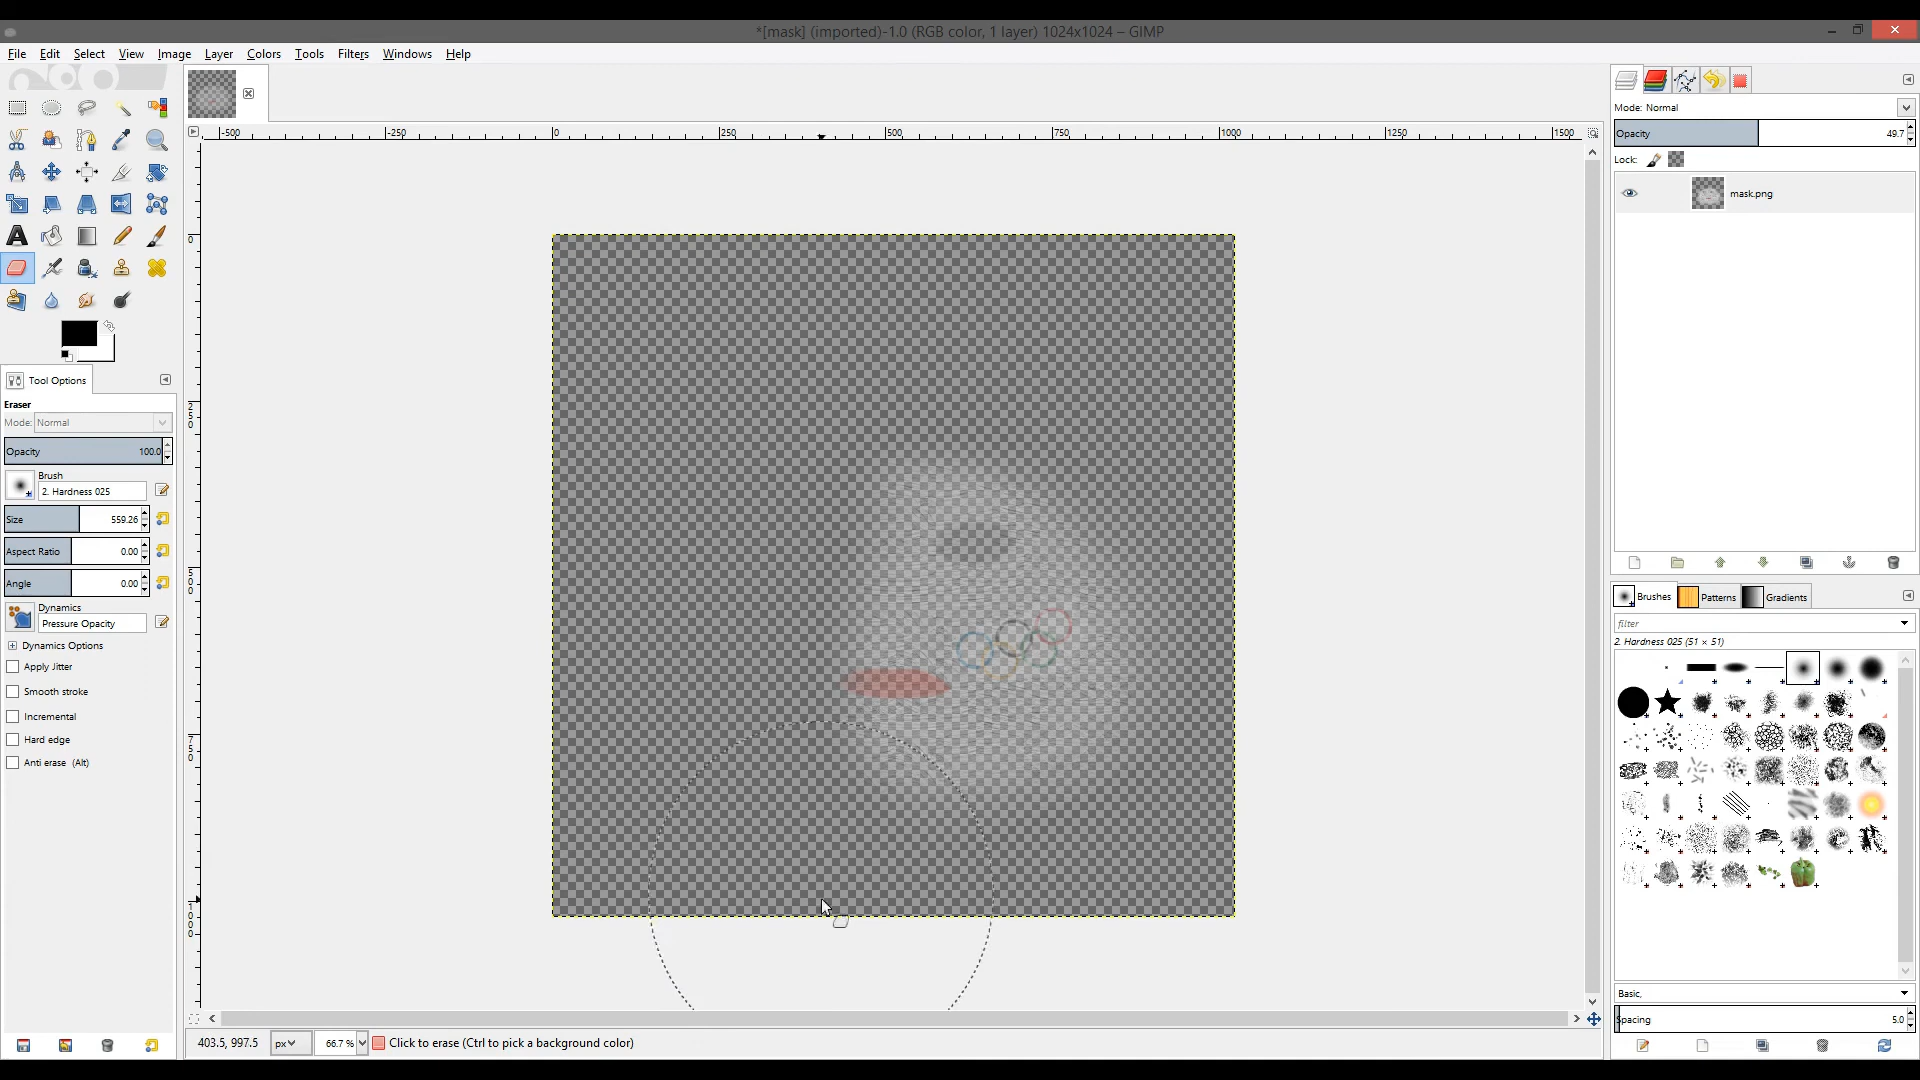 *[mask] (imported)-1.0 (RGB color, 1 layer) 1024x1024 – GIMP
File Edit Select View Image Layer Colors Tools Filters Windows Help
Mode: Normal
Opacity 49.7
Lock:
mask.png
-500 -250 0 250 500 750 1000 1250 1500
0
250
500
750
1000
Tool Options
Eraser
Mode: Normal
Opacity 100.0
Brush
2. Hardness 025
Size 559.26
Aspect Ratio 0.00
Angle 0.00
Dynamics
Pressure Opacity
Dynamics Options
Apply Jitter
Smooth stroke
Incremental
Hard edge
Anti erase (Alt)
Brushes Patterns Gradients
filter
2. Hardness 025 (51 × 51)
Basic,
Spacing 5.0
403.5, 997.5 px 66.7 % Click to erase (Ctrl to pick a background color)